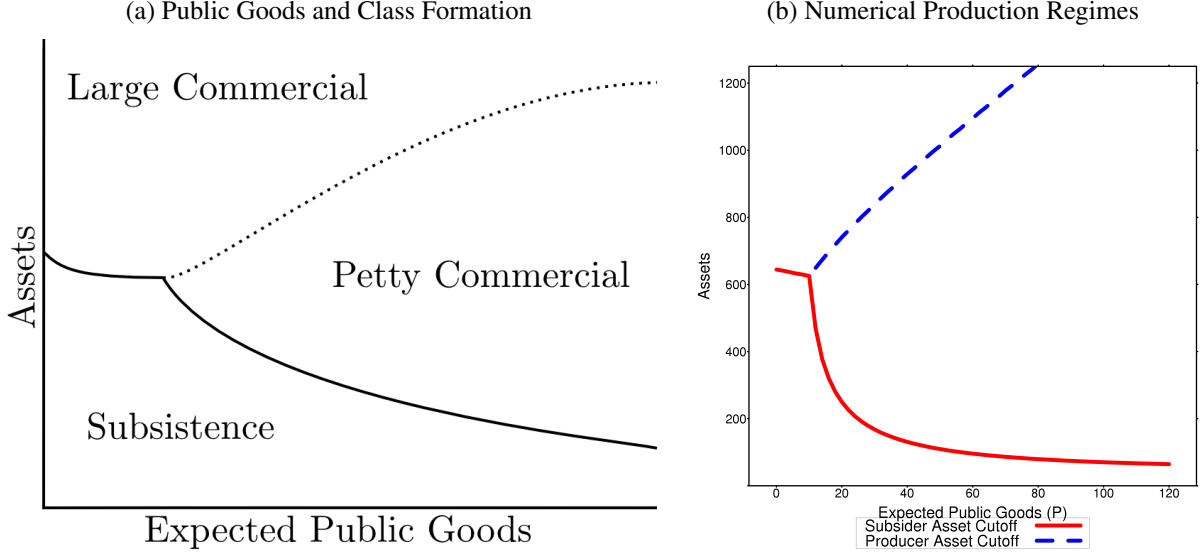 (a) Public Goods and Class Formation
Large Commercial
Petty Commercial
Subsistence
Assets
Expected Public Goods
(b) Numerical Production Regimes
1200
1000
800
600
400
200
Assets
0 20 40 60 80 100 120
Expected Public Goods (P)
Subsider Asset Cutoff
Producer Asset Cutoff